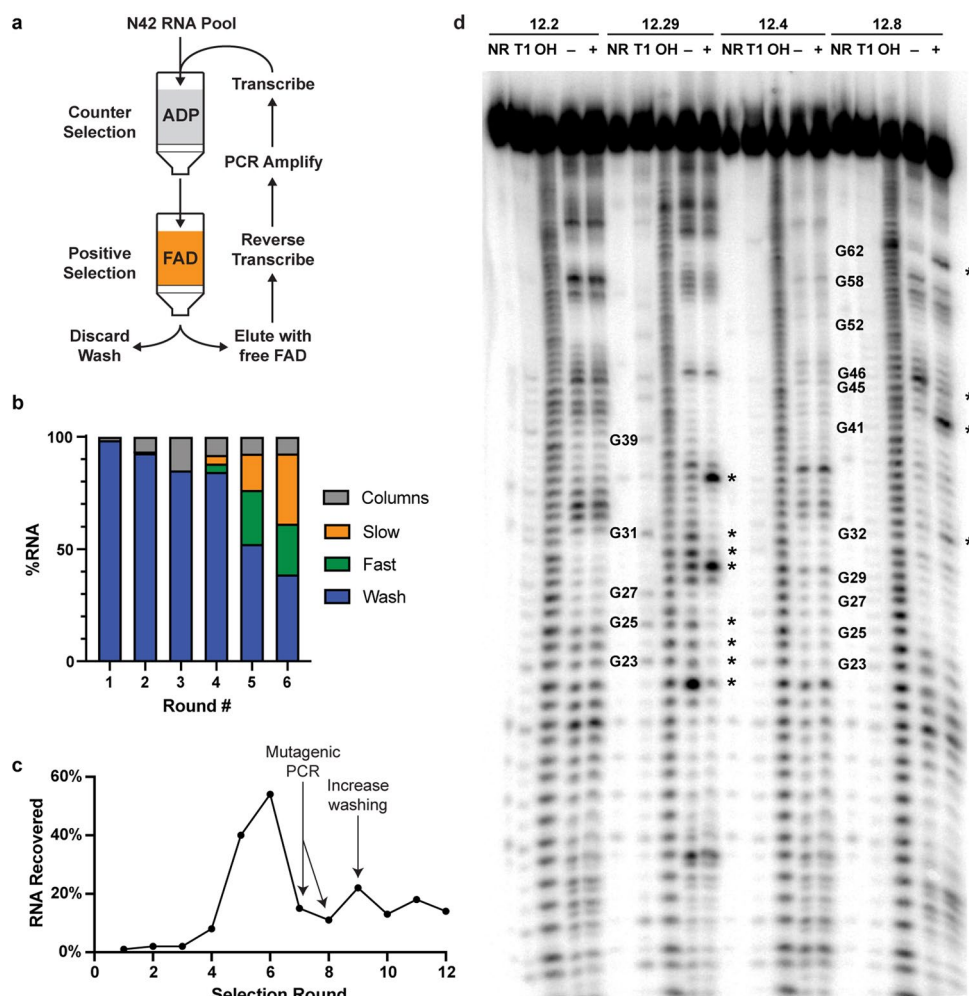 a
N42 RNA Pool
Counter
Selection
ADP
Transcribe
PCR Amplify
Positive
Selection
FAD
Reverse
Transcribe
Discard
Wash
Elute with
free FAD
b
100
50
0
%RNA
1 2 3 4 5 6
Round #
Columns
Slow
Fast
Wash
c
60%
40%
20%
0%
RNA Recovered
Mutagenic
PCR
Increase
washing
0 2 4 6 8 10 12
Selection Round
d
12.2 12.29 12.4 12.8
NR T1 OH – + NR T1 OH – + NR T1 OH – + NR T1 OH – +
G39
*
G31 *
*
*
G27
G25 *
*
G23 *
*
G62
*
G58
G52
G46
G45 *
G41 *
G32 *
G29
G27
G25
G23